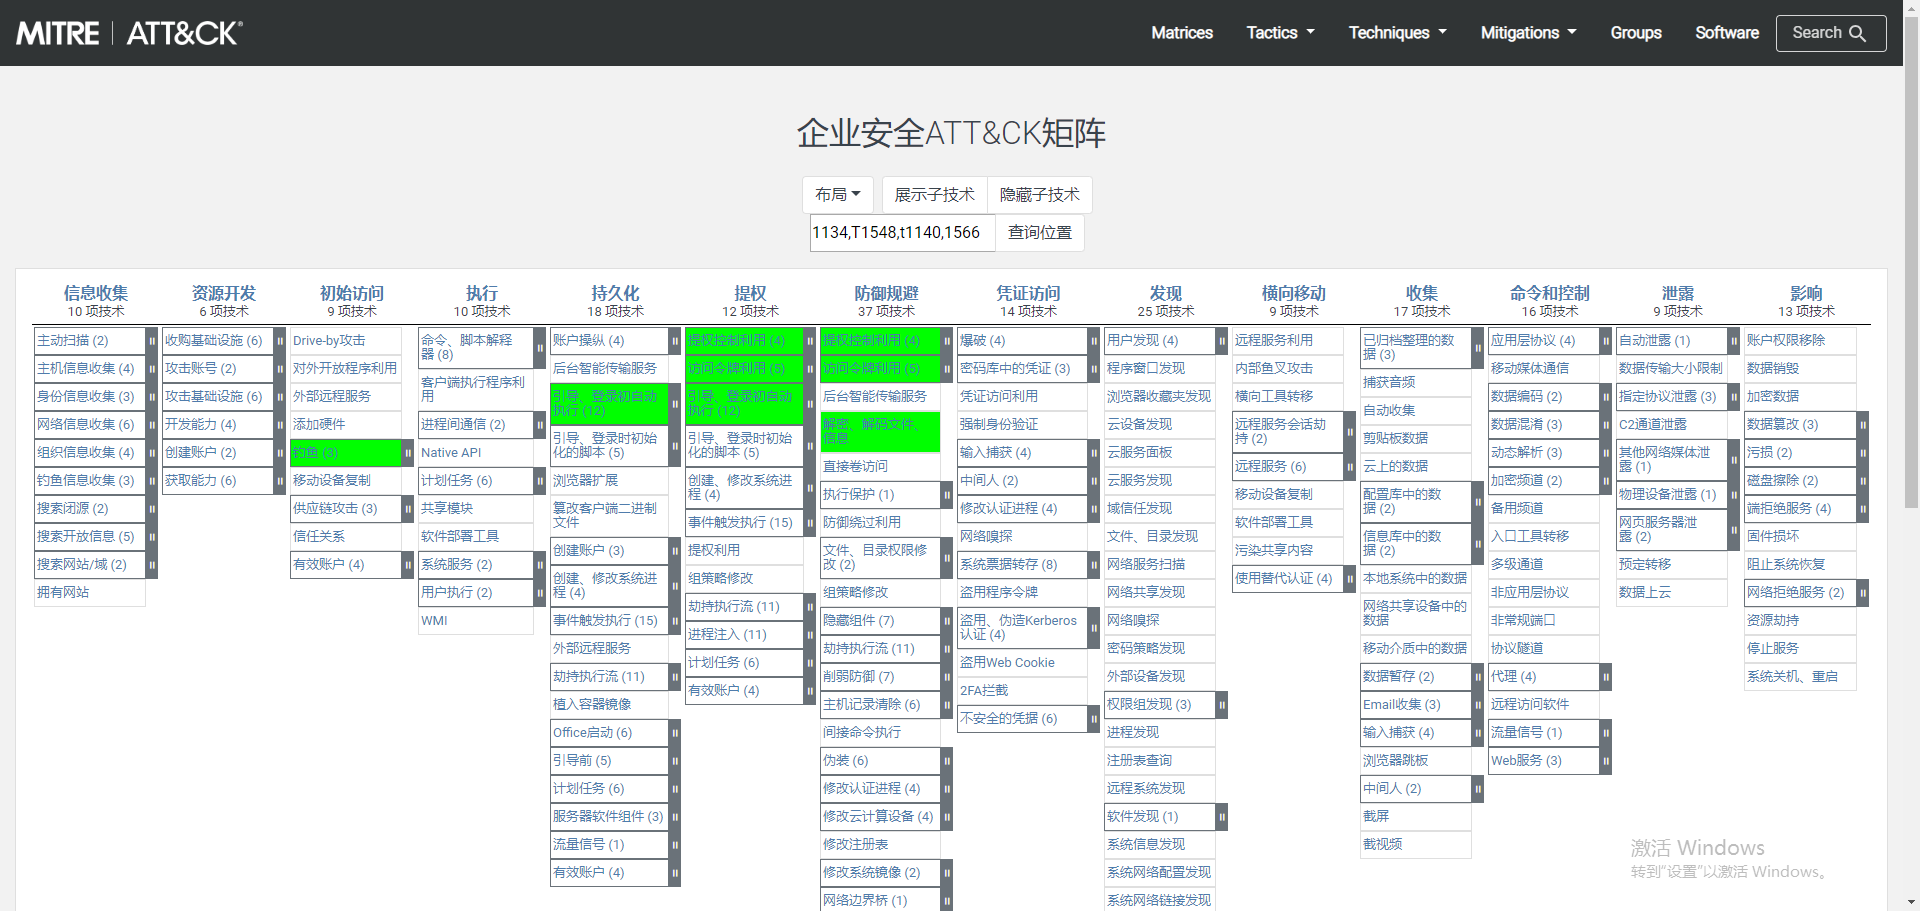 MITRE | ATT&CK®
Matrices
Tactics
Techniques
Mitigations
Groups
Software
Search
企业安全ATT&CK矩阵
布局
展示子技术
隐藏子技术
1134,T1548,t1140,1566
查询位置
信息收集
10 项技术
主动扫描 (2)
主机信息收集 (4)
身份信息收集 (3)
网络信息收集 (6)
组织信息收集 (4)
钓鱼信息收集 (3)
搜索闭源 (2)
搜索开放信息 (5)
搜索网站/域 (2)
拥有网站
资源开发
6 项技术
收购基础设施 (6)
攻击账号 (2)
攻击基础设施 (6)
开发能力 (4)
创建账户 (2)
获取能力 (6)
初始访问
9 项技术
Drive-by攻击
对外开放程序利用
外部远程服务
添加硬件
钓鱼 (3)
移动设备复制
供应链攻击 (3)
信任关系
有效账户 (4)
执行
10 项技术
命令、脚本解释
器 (8)
客户端执行程序利
用
进程间通信 (2)
Native API
计划任务 (6)
共享模块
软件部署工具
系统服务 (2)
用户执行 (2)
WMI
持久化
18 项技术
账户操纵 (4)
后台智能传输服务
引导、登录初自动
执行 (12)
引导、登录时初始
化的脚本 (5)
浏览器扩展
篡改客户端二进制
文件
创建账户 (3)
创建、修改系统进
程 (4)
事件触发执行 (15)
外部远程服务
劫持执行流 (11)
植入容器镜像
Office启动 (6)
引导前 (5)
计划任务 (6)
服务器软件组件 (3)
流量信号 (1)
有效账户 (4)
提权
12 项技术
提权控制利用 (4)
访问令牌利用 (5)
引导、登录初自动
执行 (12)
引导、登录时初始
化的脚本 (5)
创建、修改系统进
程 (4)
事件触发执行 (15)
提权利用
组策略修改
劫持执行流 (11)
进程注入 (11)
计划任务 (6)
有效账户 (4)
防御规避
37 项技术
提权控制利用 (4)
访问令牌利用 (5)
后台智能传输服务
解密、解码文件、
信息
直接卷访问
执行保护 (1)
防御绕过利用
文件、目录权限修
改 (2)
组策略修改
隐藏组件 (7)
劫持执行流 (11)
削弱防御 (7)
主机记录清除 (6)
间接命令执行
伪装 (6)
修改认证进程 (4)
修改云计算设备 (4)
修改注册表
修改系统镜像 (2)
网络边界桥 (1)
凭证访问
14 项技术
爆破 (4)
密码库中的凭证 (3)
凭证访问利用
强制身份验证
输入捕获 (4)
中间人 (2)
修改认证进程 (4)
网络嗅探
系统票据转存 (8)
盗用程序令牌
盗用、伪造Kerberos
认证 (4)
盗用Web Cookie
2FA拦截
不安全的凭据 (6)
发现
25 项技术
用户发现 (4)
程序窗口发现
浏览器收藏夹发现
云设备发现
云服务面板
云服务发现
域信任发现
文件、目录发现
网络服务扫描
网络共享发现
网络嗅探
密码策略发现
外部设备发现
权限组发现 (3)
进程发现
注册表查询
远程系统发现
软件发现 (1)
系统信息发现
系统网络配置发现
系统网络链接发现
横向移动
9 项技术
远程服务利用
内部鱼叉攻击
横向工具转移
远程服务会话劫
持 (2)
远程服务 (6)
移动设备复制
软件部署工具
污染共享内容
使用替代认证 (4)
收集
17 项技术
已归档整理的数
据 (3)
捕获音频
自动收集
剪贴板数据
云上的数据
配置库中的数
据 (2)
信息库中的数
据 (2)
本地系统中的数据
网络共享设备中的
数据
移动介质中的数据
数据暂存 (2)
Email收集 (3)
输入捕获 (4)
浏览器跳板
中间人 (2)
截屏
截视频
命令和控制
16 项技术
应用层协议 (4)
移动媒体通信
数据编码 (2)
数据混淆 (3)
动态解析 (3)
加密频道 (2)
备用频道
入口工具转移
多级通道
非应用层协议
非常规端口
协议隧道
代理 (4)
远程访问软件
流量信号 (1)
Web服务 (3)
泄露
9 项技术
自动泄露 (1)
数据传输大小限制
指定协议泄露 (3)
C2通道泄露
其他网络媒体泄
露 (1)
物理设备泄露 (1)
网页服务器泄
露 (2)
预定转移
数据上云
影响
13 项技术
账户权限移除
数据销毁
加密数据
数据篡改 (3)
污损 (2)
磁盘擦除 (2)
端拒绝服务 (4)
固件损坏
阻止系统恢复
网络拒绝服务 (2)
资源劫持
停止服务
系统关机、重启
激活 Windows
转到“设置”以激活 Windows。